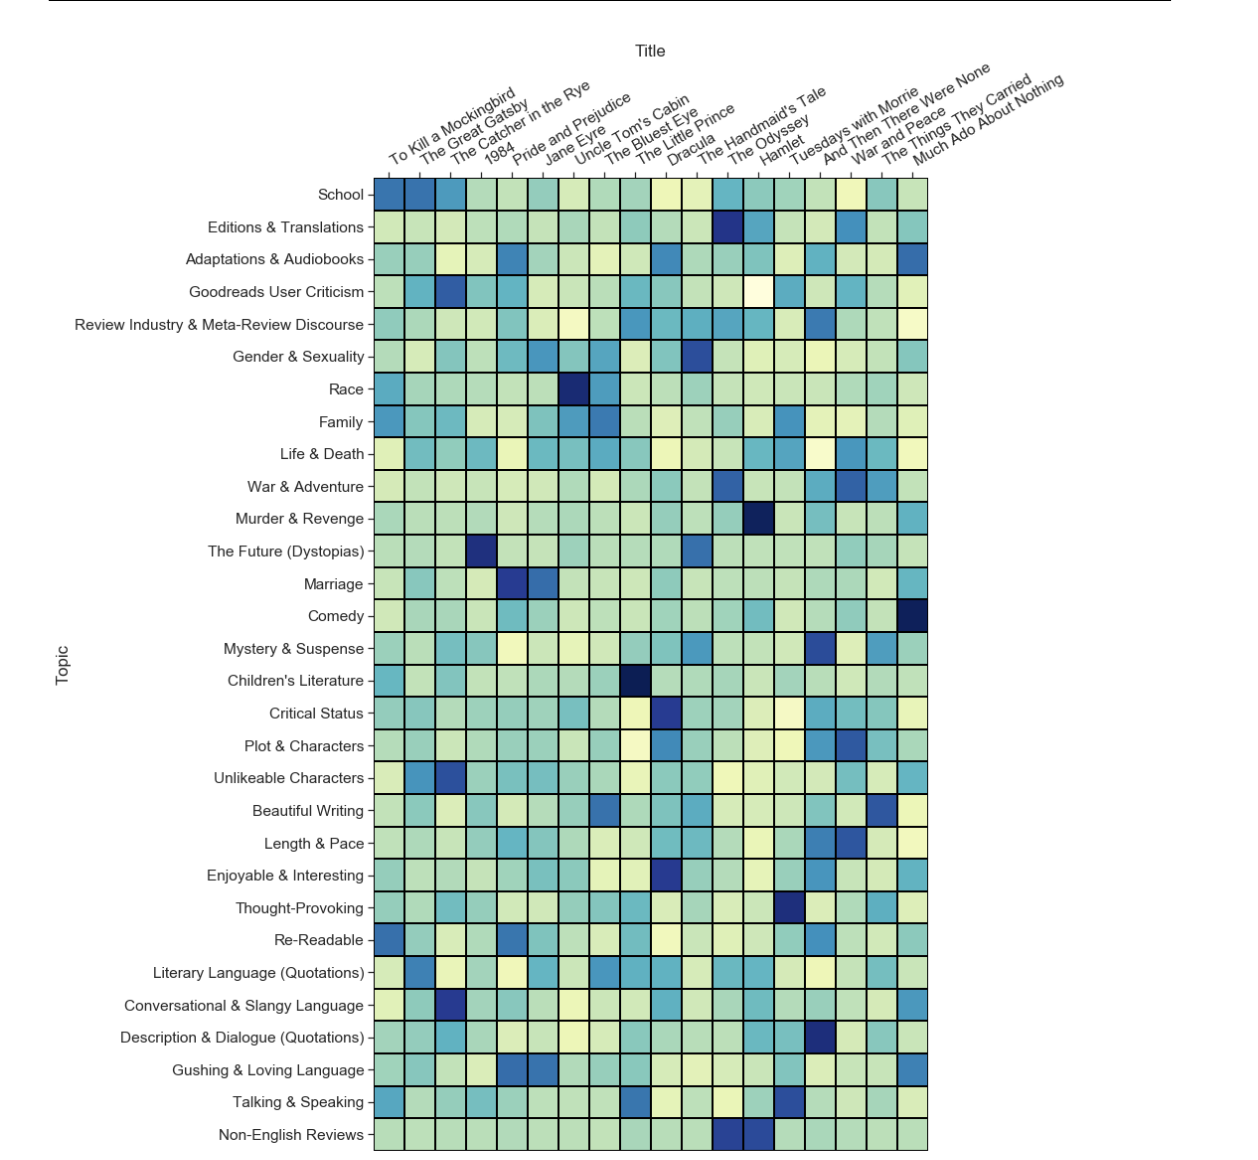 Title
To Kill a Mockingbird
The Great Gatsby
The Catcher in the Rye
1984
Pride and Prejudice
Jane Eyre
Uncle Tom's Cabin
The Bluest Eye
The Little Prince
Dracula
The Handmaid's Tale
The Odyssey
Hamlet
Tuesdays with Morrie
And Then There Were None
War and Peace
The Things They Carried
Much Ado About Nothing
Topic
School
Editions & Translations
Adaptations & Audiobooks
Goodreads User Criticism
Review Industry & Meta-Review Discourse
Gender & Sexuality
Race
Family
Life & Death
War & Adventure
Murder & Revenge
The Future (Dystopias)
Marriage
Comedy
Mystery & Suspense
Children's Literature
Critical Status
Plot & Characters
Unlikeable Characters
Beautiful Writing
Length & Pace
Enjoyable & Interesting
Thought-Provoking
Re-Readable
Literary Language (Quotations)
Conversational & Slangy Language
Description & Dialogue (Quotations)
Gushing & Loving Language
Talking & Speaking
Non-English Reviews